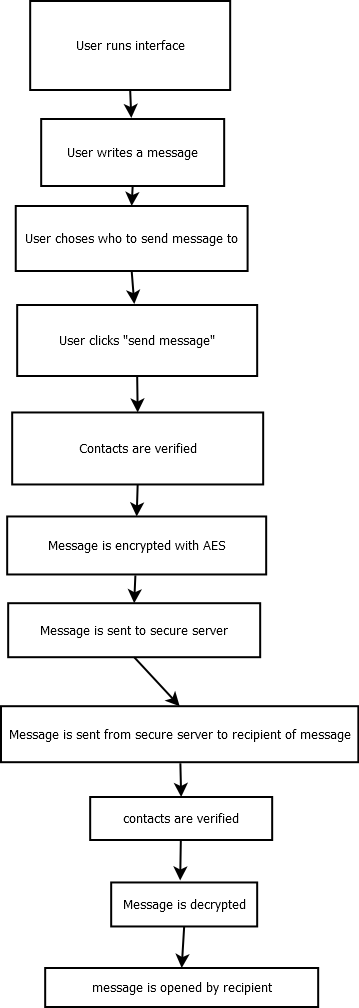 User runs interface
User writes a message
User choses who to send message to
User clicks "send message"
Contacts are verified
Message is encrypted with AES
Message is sent to secure server
Message is sent from secure server to recipient of message
contacts are verified
Message is decrypted
message is opened by recipient